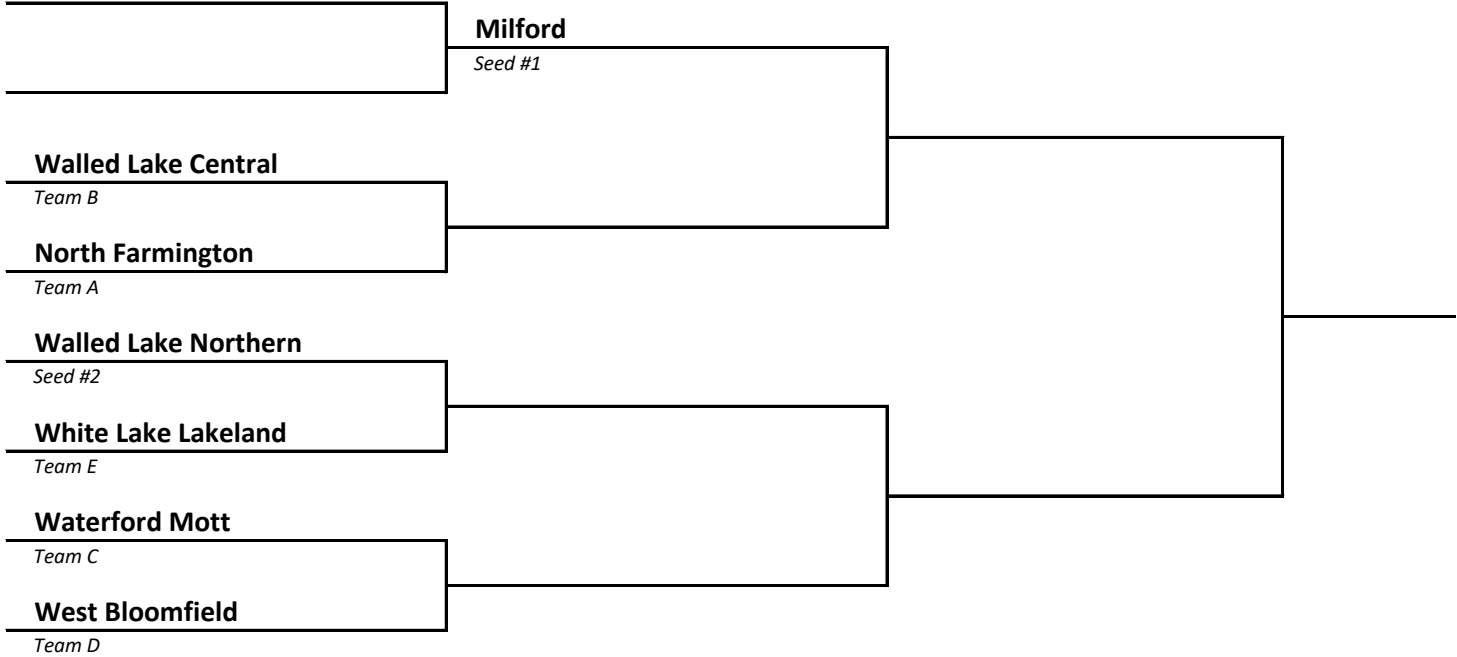 Milford
Seed #1
Walled Lake Central
Team B
North Farmington
Team A
Walled Lake Northern
Seed #2
White Lake Lakeland
Team E
Waterford Mott
Team C
West Bloomfield
Team D